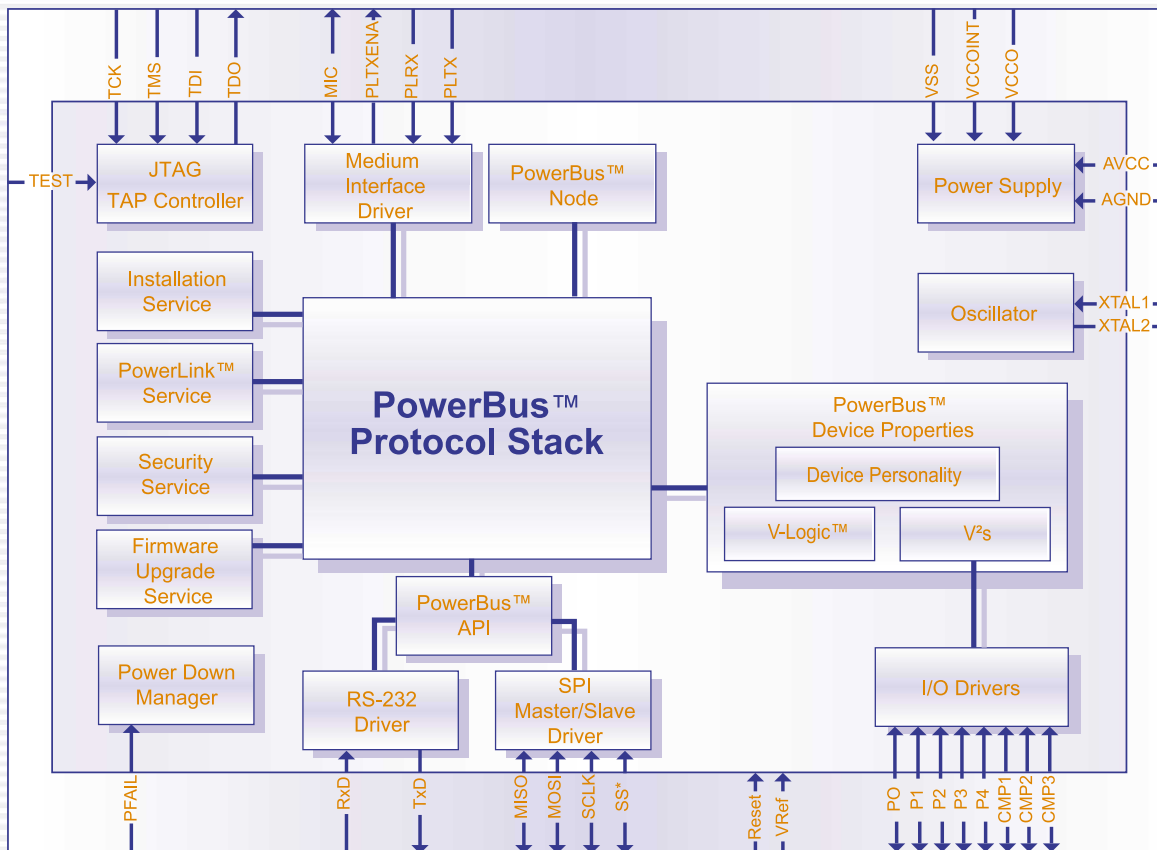 TCK
TMS
TDI
TDO
MIC
PLTXENA
PLRX
PLTX
VSS
VCCOINT
VCCO
TEST
JTAG
TAP Controller
Medium
Interface
Driver
PowerBus™
Node
Power Supply
AVCC
AGND
Installation
Service
Oscillator
XTAL1
XTAL2
PowerLink™
Service
PowerBus™
Protocol Stack
PowerBus™
Device Properties
Device Personality
V-Logic™
V²s
Security
Service
Firmware
Upgrade
Service
PowerBus™
API
Power Down
Manager
RS-232
Driver
SPI
Master/Slave
Driver
I/O Drivers
PFAIL
RxD
TxD
MISO
MOSI
SCLK
SS*
Reset
VRef
PO
P1
P2
P3
P4
CMP1
CMP2
CMP3